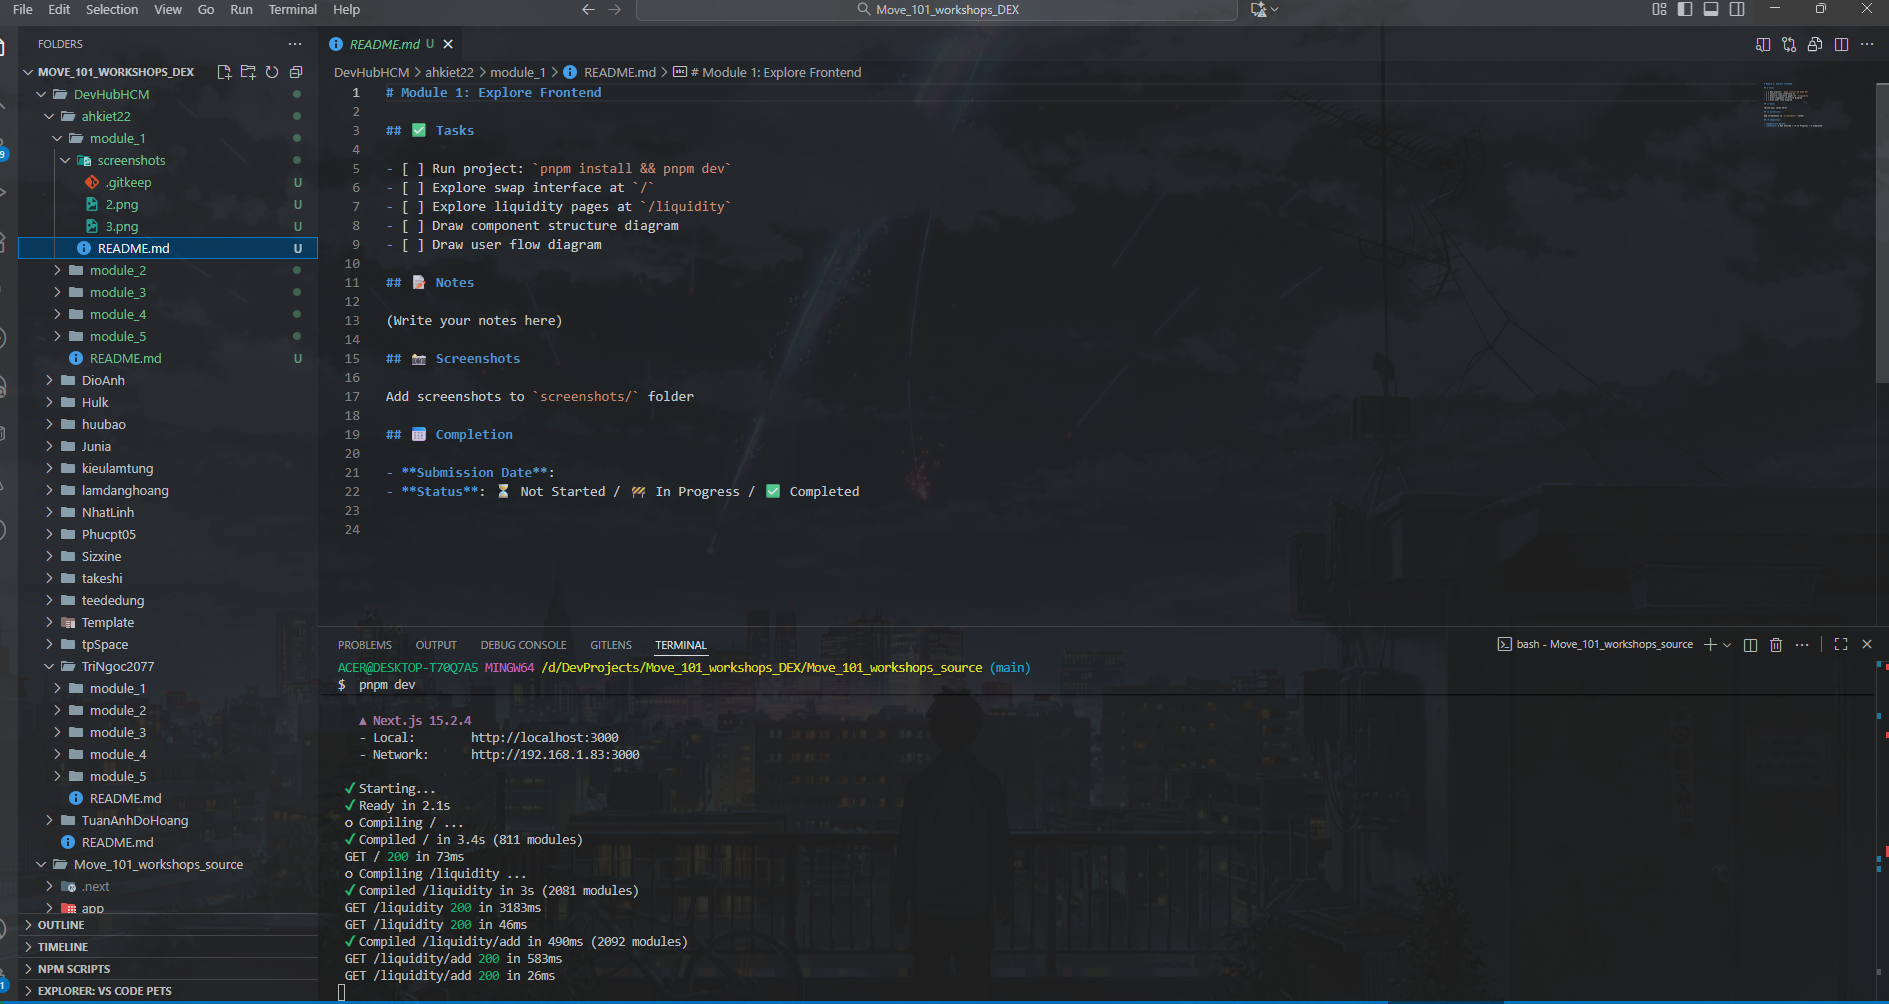 File Edit Selection View Go Run Terminal Help
Move_101_workshops_DEX
FOLDERS
MOVE_101_WORKSHOPS_DEX
DevHubHCM
ahkiet22
module_1
screenshots
.gitkeep U
2.png U
3.png U
README.md U
module_2
module_3
module_4
module_5
README.md U
DioAnh
Hulk
huubao
Junia
kieulamtung
lamdanghoang
NhatLinh
Phucpt05
Sizxine
takeshi
teededung
Template
tpSpace
TriNgoc2077
module_1
module_2
module_3
module_4
module_5
README.md
TuanAnhDoHoang
README.md
Move_101_workshops_source
.next
app
OUTLINE
TIMELINE
NPM SCRIPTS
EXPLORER: VS CODE PETS
README.md U
DevHubHCM > ahkiet22 > module_1 > README.md > # Module 1: Explore Frontend
1 # Module 1: Explore Frontend
2
3 ## ✅ Tasks
4
5 - [ ] Run project: `pnpm install && pnpm dev`
6 - [ ] Explore swap interface at `/`
7 - [ ] Explore liquidity pages at `/liquidity`
8 - [ ] Draw component structure diagram
9 - [ ] Draw user flow diagram
10
11 ## 📝 Notes
12
13 (Write your notes here)
14
15 ## 📸 Screenshots
16
17 Add screenshots to `screenshots/` folder
18
19 ## 📅 Completion
20
21 - **Submission Date**:
22 - **Status**: ⏳ Not Started / 🚧 In Progress / ✅ Completed
23
24
PROBLEMS OUTPUT DEBUG CONSOLE GITLENS TERMINAL
bash - Move_101_workshops_source
ACER@DESKTOP-T70Q7A5 MINGW64 /d/DevProjects/Move_101_workshops_DEX/Move_101_workshops_source (main)
$ pnpm dev
▲ Next.js 15.2.4
- Local: http://localhost:3000
- Network: http://192.168.1.83:3000
✓ Starting...
✓ Ready in 2.1s
○ Compiling / ...
✓ Compiled / in 3.4s (811 modules)
GET / 200 in 73ms
○ Compiling /liquidity ...
✓ Compiled /liquidity in 3s (2081 modules)
GET /liquidity 200 in 3183ms
GET /liquidity 200 in 46ms
✓ Compiled /liquidity/add in 490ms (2092 modules)
GET /liquidity/add 200 in 583ms
GET /liquidity/add 200 in 26ms